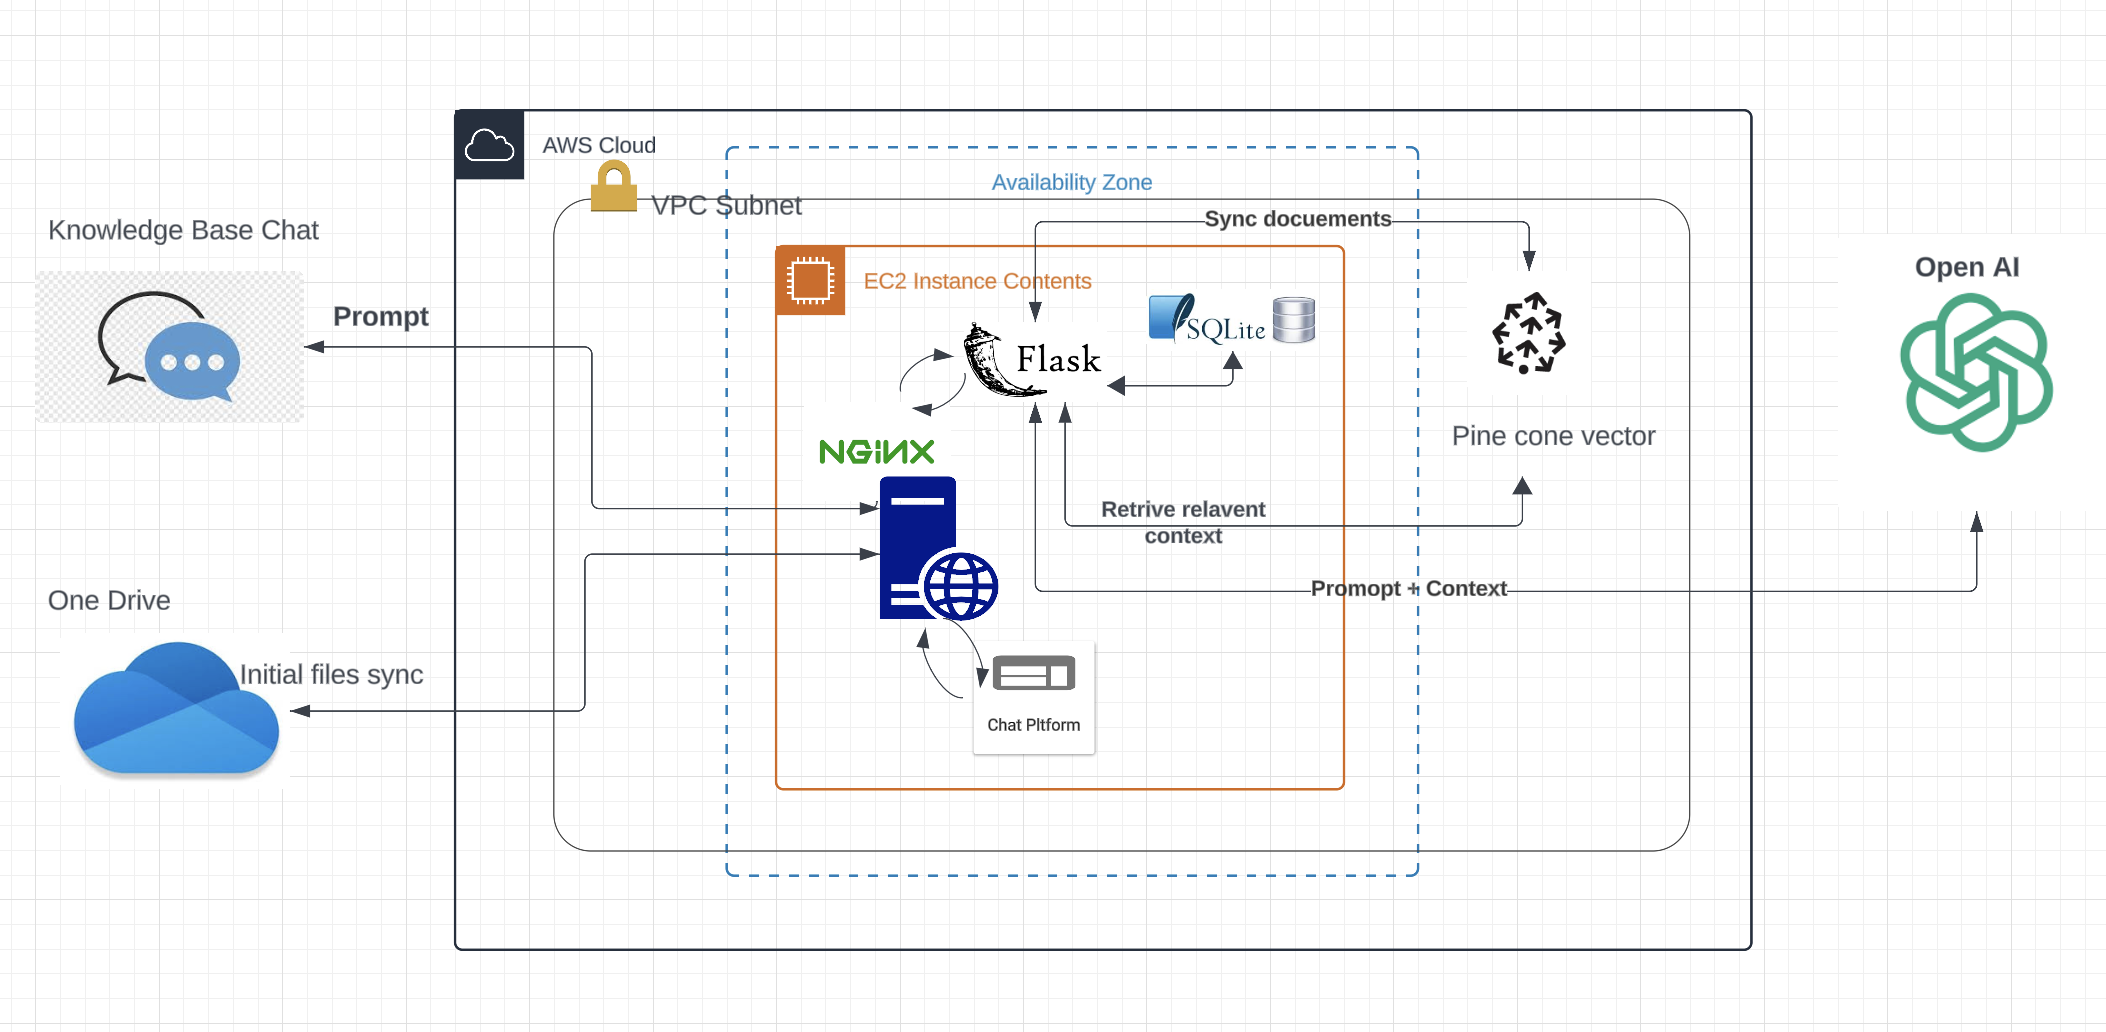 AWS Cloud
VPC Subnet
Availability Zone
Sync docuements
Knowledge Base Chat
Prompt
EC2 Instance Contents
Flask
SQLite
Open AI
NGiNX
Pine cone vector
Retrive relavent
context
Promopt + Context
One Drive
Initial files sync
Chat Pltform